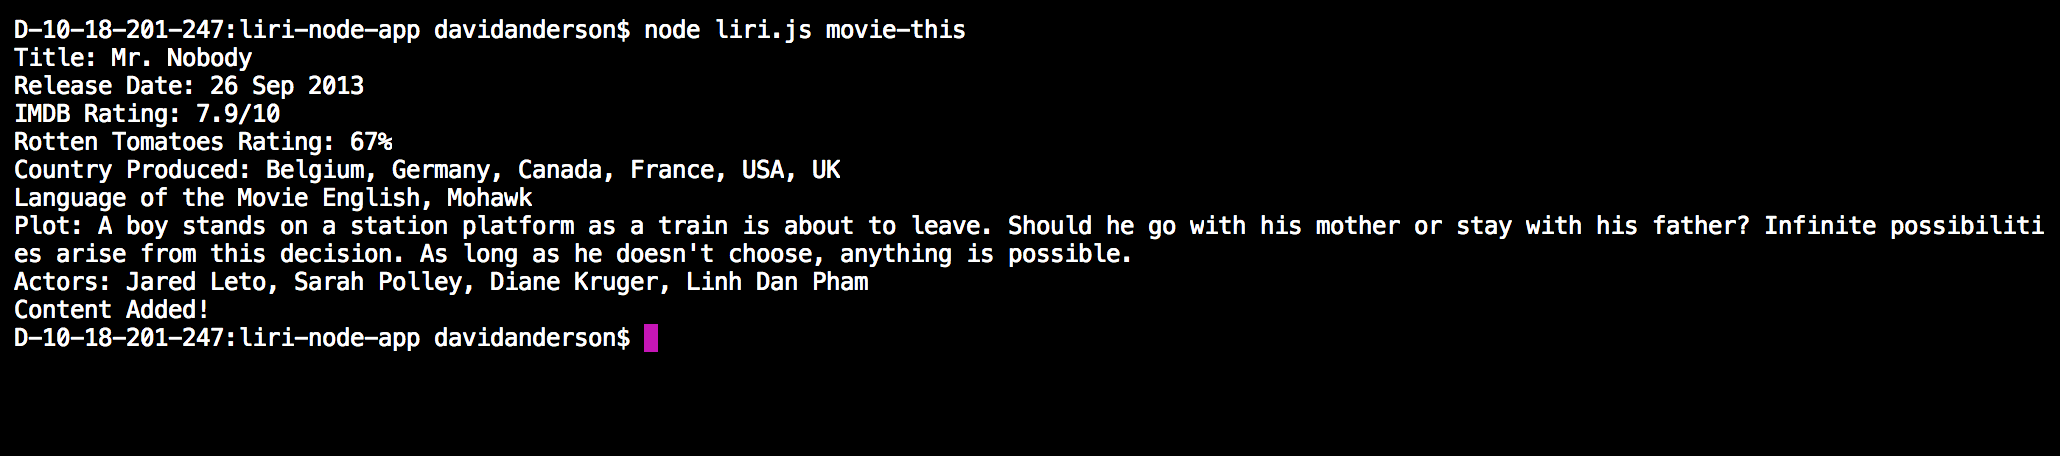 D-10-18-201-247:liri-node-app davidanderson$ node liri.js movie-this
Title: Mr. Nobody
Release Date: 26 Sep 2013
IMDB Rating: 7.9/10
Rotten Tomatoes Rating: 67%
Country Produced: Belgium, Germany, Canada, France, USA, UK
Language of the Movie English, Mohawk
Plot: A boy stands on a station platform as a train is about to leave. Should he go with his mother or stay with his father? Infinite possibiliti
es arise from this decision. As long as he doesn't choose, anything is possible.
Actors: Jared Leto, Sarah Polley, Diane Kruger, Linh Dan Pham
Content Added!
D-10-18-201-247:liri-node-app davidanderson$